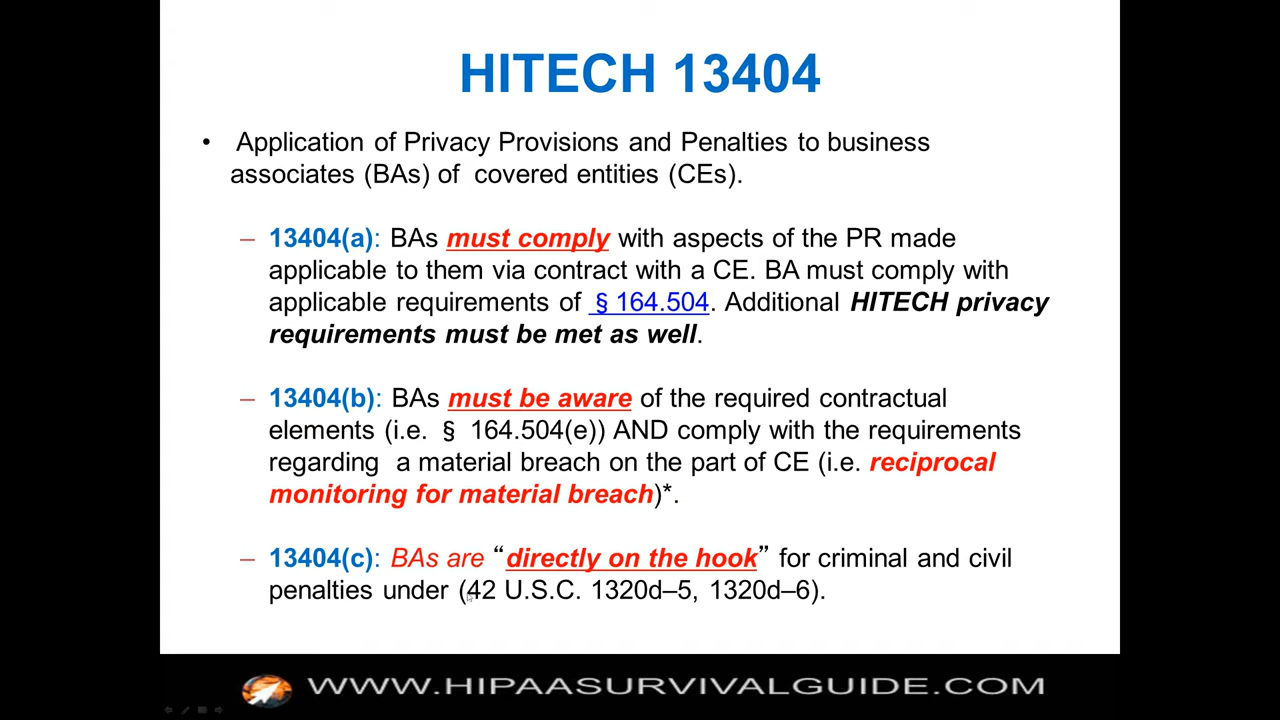 HITECH 13404
• Application of Privacy Provisions and Penalties to business
associates (BAs) of covered entities (CEs).
– 13404(a): BAs must comply with aspects of the PR made
applicable to them via contract with a CE. BA must comply with
applicable requirements of § 164.504. Additional HITECH privacy
requirements must be met as well.
– 13404(b): BAs must be aware of the required contractual
elements (i.e. § 164.504(e)) AND comply with the requirements
regarding a material breach on the part of CE (i.e. reciprocal
monitoring for material breach)*.
– 13404(c): BAs are “directly on the hook” for criminal and civil
penalties under (42 U.S.C. 1320d–5, 1320d–6).
WWW.HIPAASURVIVALGUIDE.COM